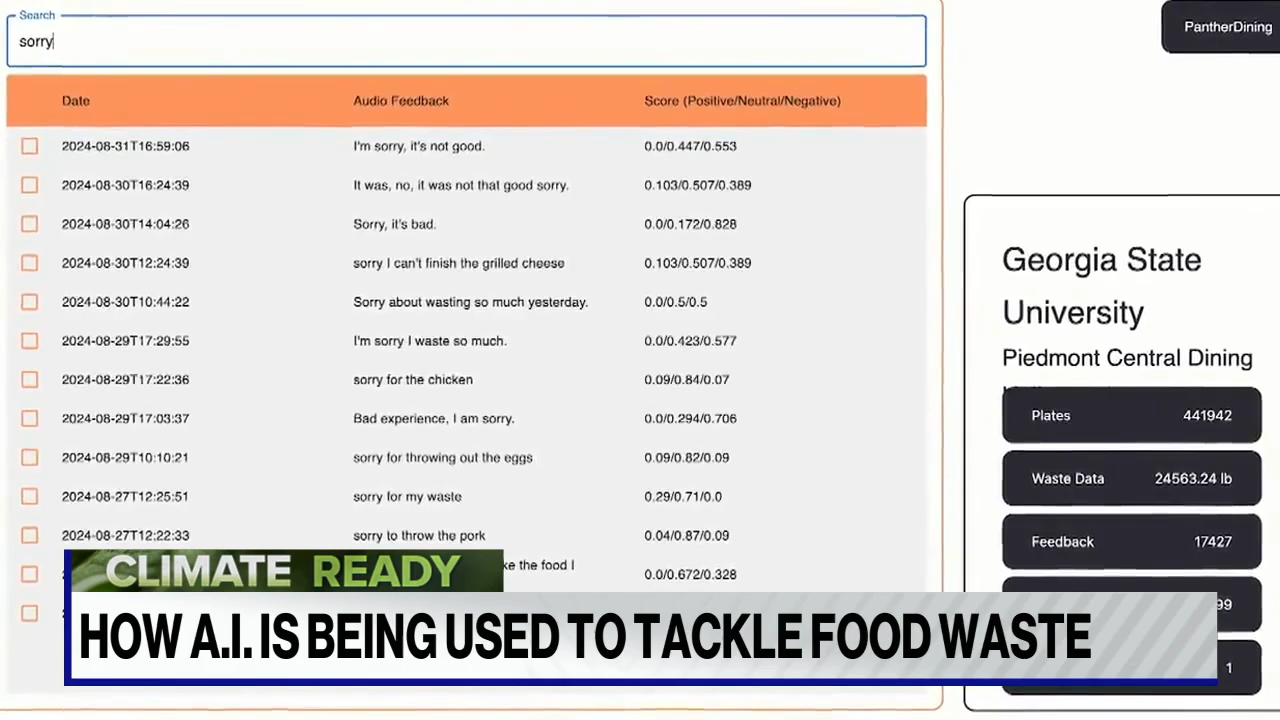 Search
sorry
Date Audio Feedback Score (Positive/Neutral/Negative)
2024-08-31T16:59:06 I'm sorry, it's not good. 0.0/0.447/0.553
2024-08-30T16:24:39 It was, no, it was not that good sorry. 0.103/0.507/0.389
2024-08-30T14:04:26 Sorry, it's bad. 0.0/0.172/0.828
2024-08-30T12:24:39 sorry I can't finish the grilled cheese 0.103/0.507/0.389
2024-08-30T10:44:22 Sorry about wasting so much yesterday. 0.0/0.5/0.5
2024-08-29T17:29:55 I'm sorry I waste so much. 0.0/0.423/0.577
2024-08-29T17:22:36 sorry for the chicken 0.09/0.84/0.07
2024-08-29T17:03:37 Bad experience, I am sorry. 0.0/0.294/0.706
2024-08-29T10:10:21 sorry for throwing out the eggs 0.09/0.82/0.09
2024-08-27T12:25:51 sorry for my waste 0.29/0.71/0.0
2024-08-27T12:22:33 sorry to throw the pork 0.04/0.87/0.09
the food I
0.0/0.672/0.328
PantherDining
Georgia State
University
Piedmont Central Dining
Plates 441942
Waste Data 24563.24 lb
Feedback 17427
99
1
CLIMATE READY
HOW A.I. IS BEING USED TO TACKLE FOOD WASTE